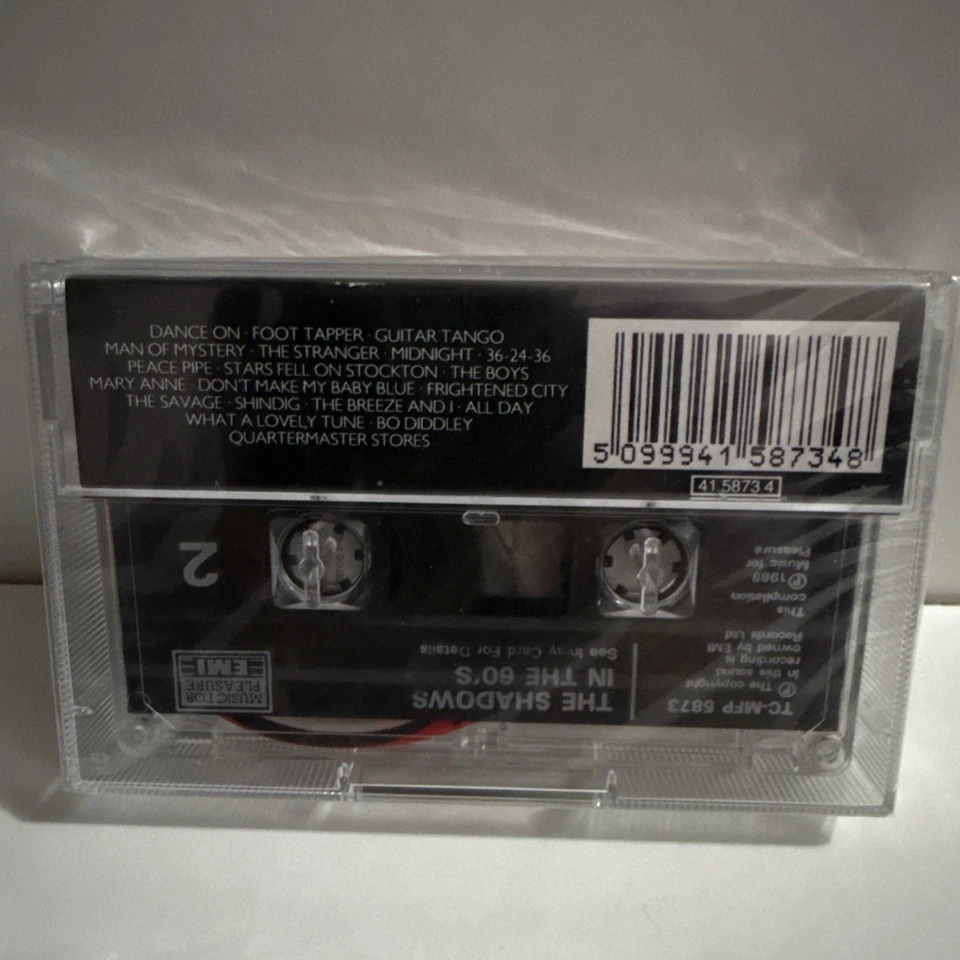 DANCE ON · FOOT TAPPER · GUITAR TANGO
MAN OF MYSTERY · THE STRANGER · MIDNIGHT · 36-24-36
PEACE PIPE · STARS FELL ON STOCKTON · THE BOYS
MARY ANNE · DON'T MAKE MY BABY BLUE · FRIGHTENED CITY
THE SAVAGE · SHINDIG · THE BREEZE AND I · ALL DAY
WHAT A LOVELY TUNE · BO DIDDLEY
QUARTERMASTER STORES
5 099941 587348
41 5873 4
TC-MFP 5873
℗ The copyright
in this sound
recording is
owned by EMI
Records Ltd
This
compilation
℗1989
Music for
Pleasure
THE SHADOWS
IN THE 60'S
See Inlay Card For Details
MUSIC FOR
PLEASURE
EMI
2